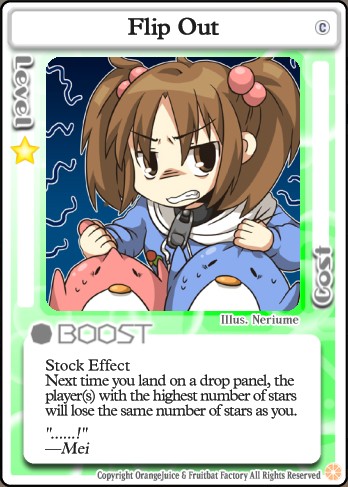 Flip Out
C
Level
Cost
Illus. Neriume
BOOST
Stock Effect
Next time you land on a drop panel, the
player(s) with the highest number of stars
will lose the same number of stars as you.
"......!"
—Mei
Copyright OrangeJuice & Fruitbat Factory All Rights Reserved